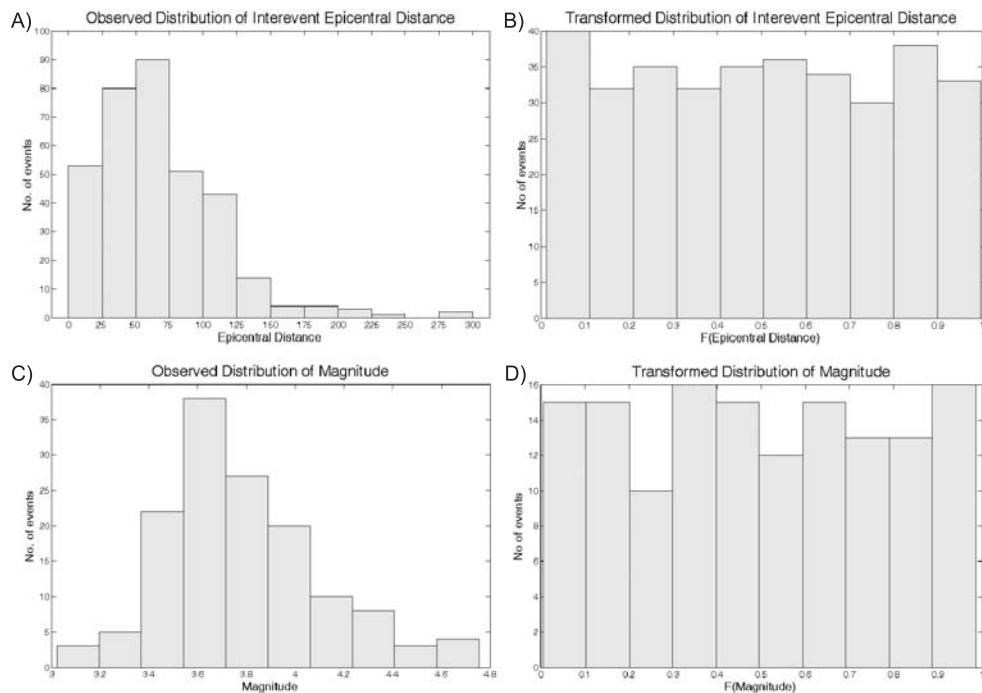 A)
Observed Distribution of Interevent Epicentral Distance
100
90
80
70
60
50
40
30
20
10
0
No. of events
0 25 50 75 100 125 150 175 200 225 250 275 300
Epicentral Distance
B)
Transformed Distribution of Interevent Epicentral Distance
40
35
30
25
20
15
10
5
0
No of events
0 0.1 0.2 0.3 0.4 0.5 0.6 0.7 0.8 0.9 1
F(Epicentral Distance)
C)
Observed Distribution of Magnitude
40
35
30
25
20
15
10
5
0
No. of events
3 3.2 3.4 3.6 3.8 4 4.2 4.4 4.6 4.8
Magnitude
D)
Transformed Distribution of Magnitude
16
14
12
10
8
6
4
2
0
No of events
0 0.1 0.2 0.3 0.4 0.5 0.6 0.7 0.8 0.9 1
F(Magnitude)